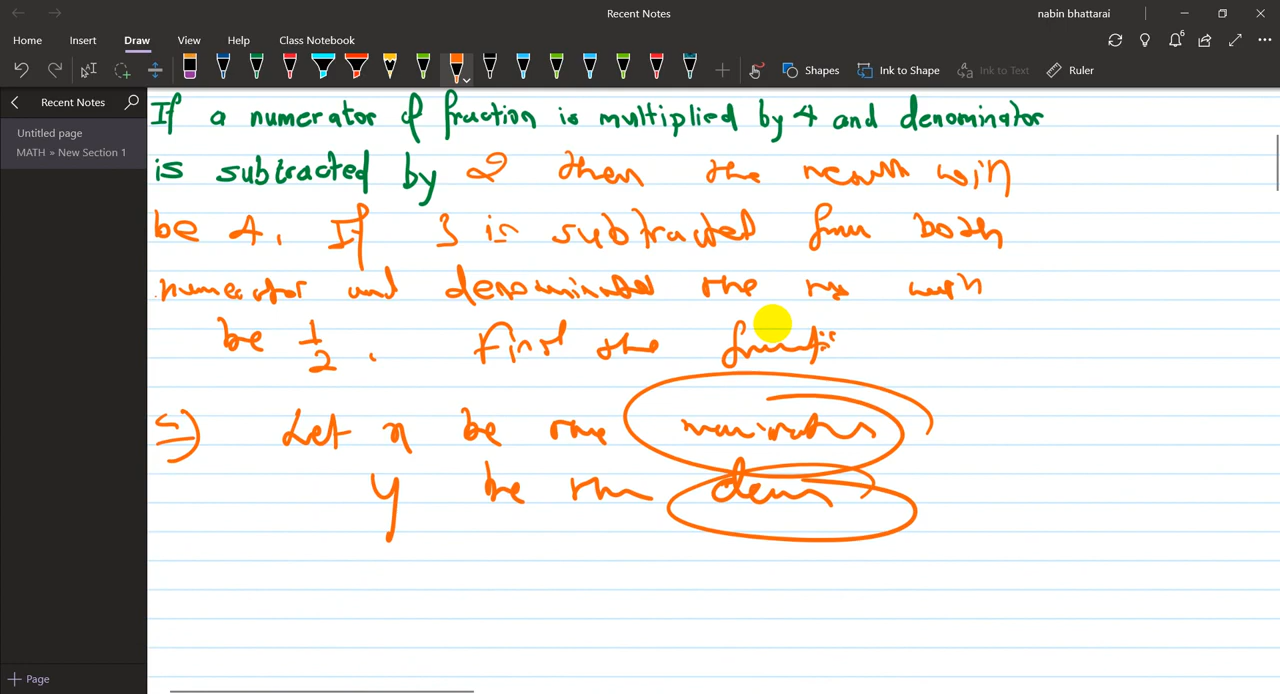 Recent Notes
nabin bhattarai
Home Insert Draw View Help Class Notebook
Shapes Ink to Shape Ink to Text Ruler
Recent Notes
Untitled page
MATH » New Section 1
If a numerator of fraction is multiplied by 4 and denominator
is subtracted by 2 then the result will
be 4. If 3 is subtracted from both
numerator and denominator the
be 1/2. Find the
Let x be the
y be the
Page